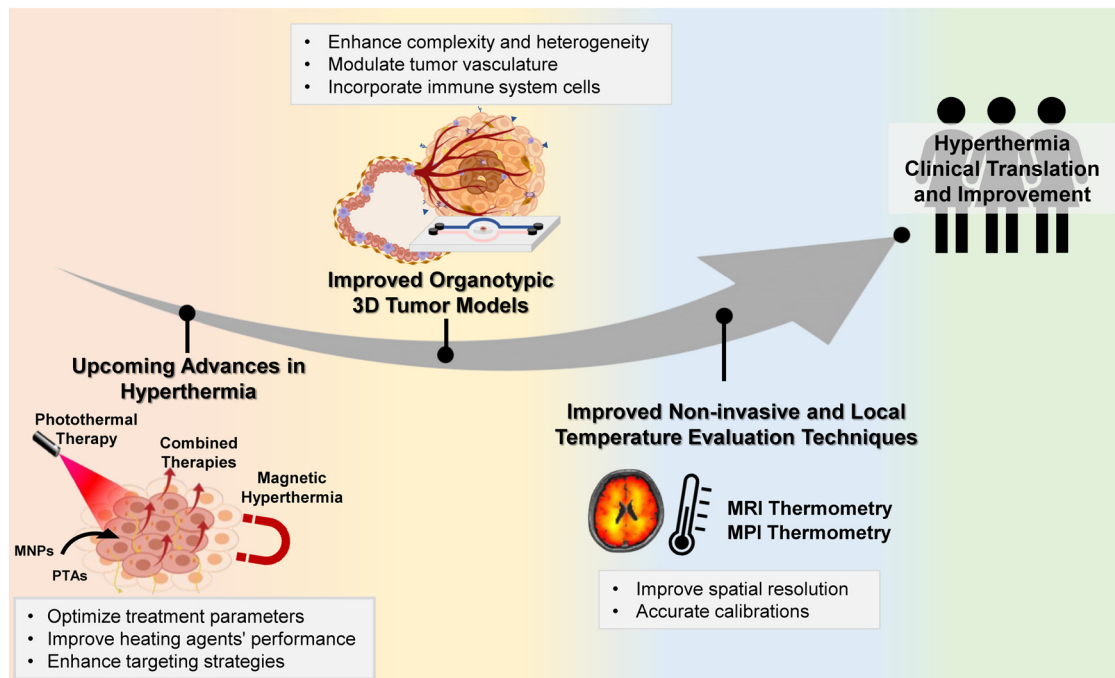 • Enhance complexity and heterogeneity
• Modulate tumor vasculature
• Incorporate immune system cells
Hyperthermia
Clinical Translation
and Improvement
Improved Organotypic
3D Tumor Models
Upcoming Advances in
Hyperthermia
Photothermal
Therapy
Combined
Therapies
Magnetic
Hyperthermia
MNPs
PTAs
• Optimize treatment parameters
• Improve heating agents' performance
• Enhance targeting strategies
Improved Non-invasive and Local
Temperature Evaluation Techniques
MRI Thermometry
MPI Thermometry
• Improve spatial resolution
• Accurate calibrations